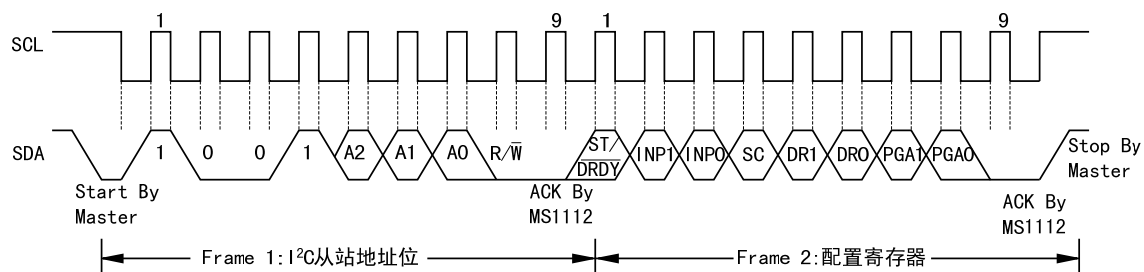 1 9 1 9
SCL
SDA
1 0 0 1 A2 A1 A0 R/W̅ ST/ INP1 INP0 SC DR1 DR0 PGA1 PGA0
D̅R̅D̅Y̅
Start By
Master
ACK By
MS1112
ACK By
MS1112
Stop By
Master
Frame 1:I²C从站地址位
Frame 2:配置寄存器